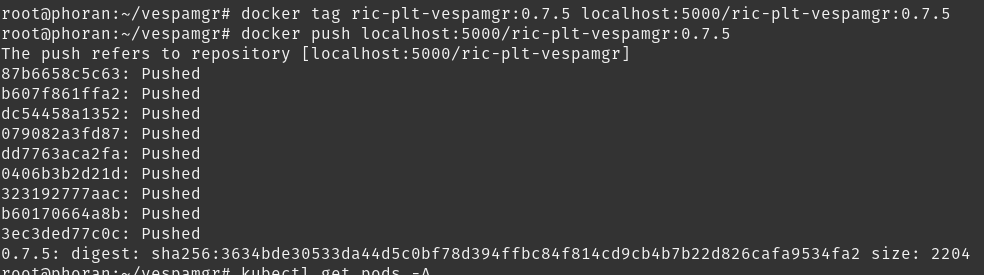 root@phoran:~/vespamgr# docker tag ric-plt-vespamgr:0.7.5 localhost:5000/ric-plt-vespamgr:0.7.5
root@phoran:~/vespamgr# docker push localhost:5000/ric-plt-vespamgr:0.7.5
The push refers to repository [localhost:5000/ric-plt-vespamgr]
87b6658c5c63: Pushed
b607f861ffa2: Pushed
dc54458a1352: Pushed
079082a3fd87: Pushed
dd7763aca2fa: Pushed
0406b3b2d21d: Pushed
323192777aac: Pushed
b60170664a8b: Pushed
3ec3ded77c0c: Pushed
0.7.5: digest: sha256:3634bde30533da44d5c0bf78d394ffbc84f814cd9cb4b7b22d826cafa9534fa2 size: 2204
root@phoran:~/vespamgr# kubectl get pods -A